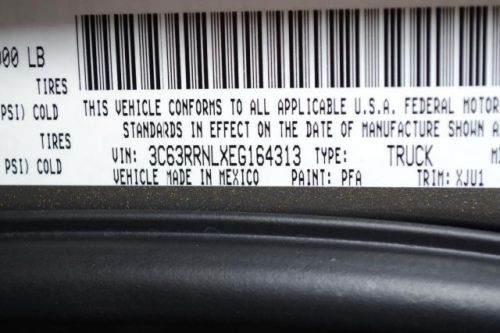 000 LB
TIRES
THIS VEHICLE CONFORMS TO ALL APPLICABLE U.S.A. FEDERAL MOTOR
PSI) COLD
STANDARDS IN EFFECT ON THE DATE OF MANUFACTURE SHOWN A
TIRES
VIN: 3C63RRNLXEG164313 TYPE: TRUCK
PSI) COLD
VEHICLE MADE IN MEXICO PAINT: PFA TRIM: XJU1